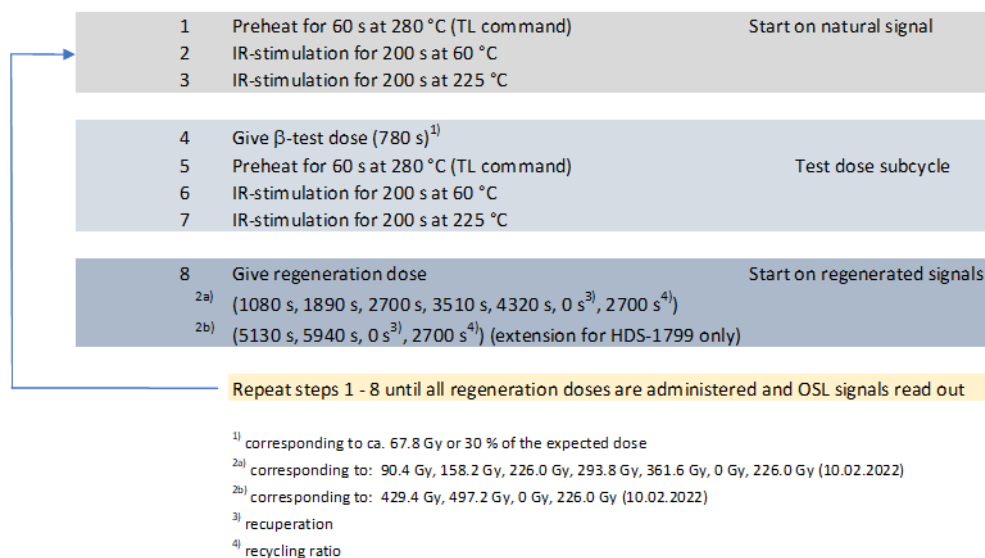 1 Preheat for 60 s at 280 °C (TL command) Start on natural signal
2 IR-stimulation for 200 s at 60 °C
3 IR-stimulation for 200 s at 225 °C
4 Give β-test dose (780 s)1)
5 Preheat for 60 s at 280 °C (TL command) Test dose subcycle
6 IR-stimulation for 200 s at 60 °C
7 IR-stimulation for 200 s at 225 °C
8 Give regeneration dose Start on regenerated signals
2a) (1080 s, 1890 s, 2700 s, 3510 s, 4320 s, 0 s3), 2700 s4))
2b) (5130 s, 5940 s, 0 s3), 2700 s4)) (extension for HDS-1799 only)
Repeat steps 1 - 8 until all regeneration doses are administered and OSL signals read out
1) corresponding to ca. 67.8 Gy or 30 % of the expected dose
2a) corresponding to: 90.4 Gy, 158.2 Gy, 226.0 Gy, 293.8 Gy, 361.6 Gy, 0 Gy, 226.0 Gy (10.02.2022)
2b) corresponding to: 429.4 Gy, 497.2 Gy, 0 Gy, 226.0 Gy (10.02.2022)
3) recuperation
4) recycling ratio